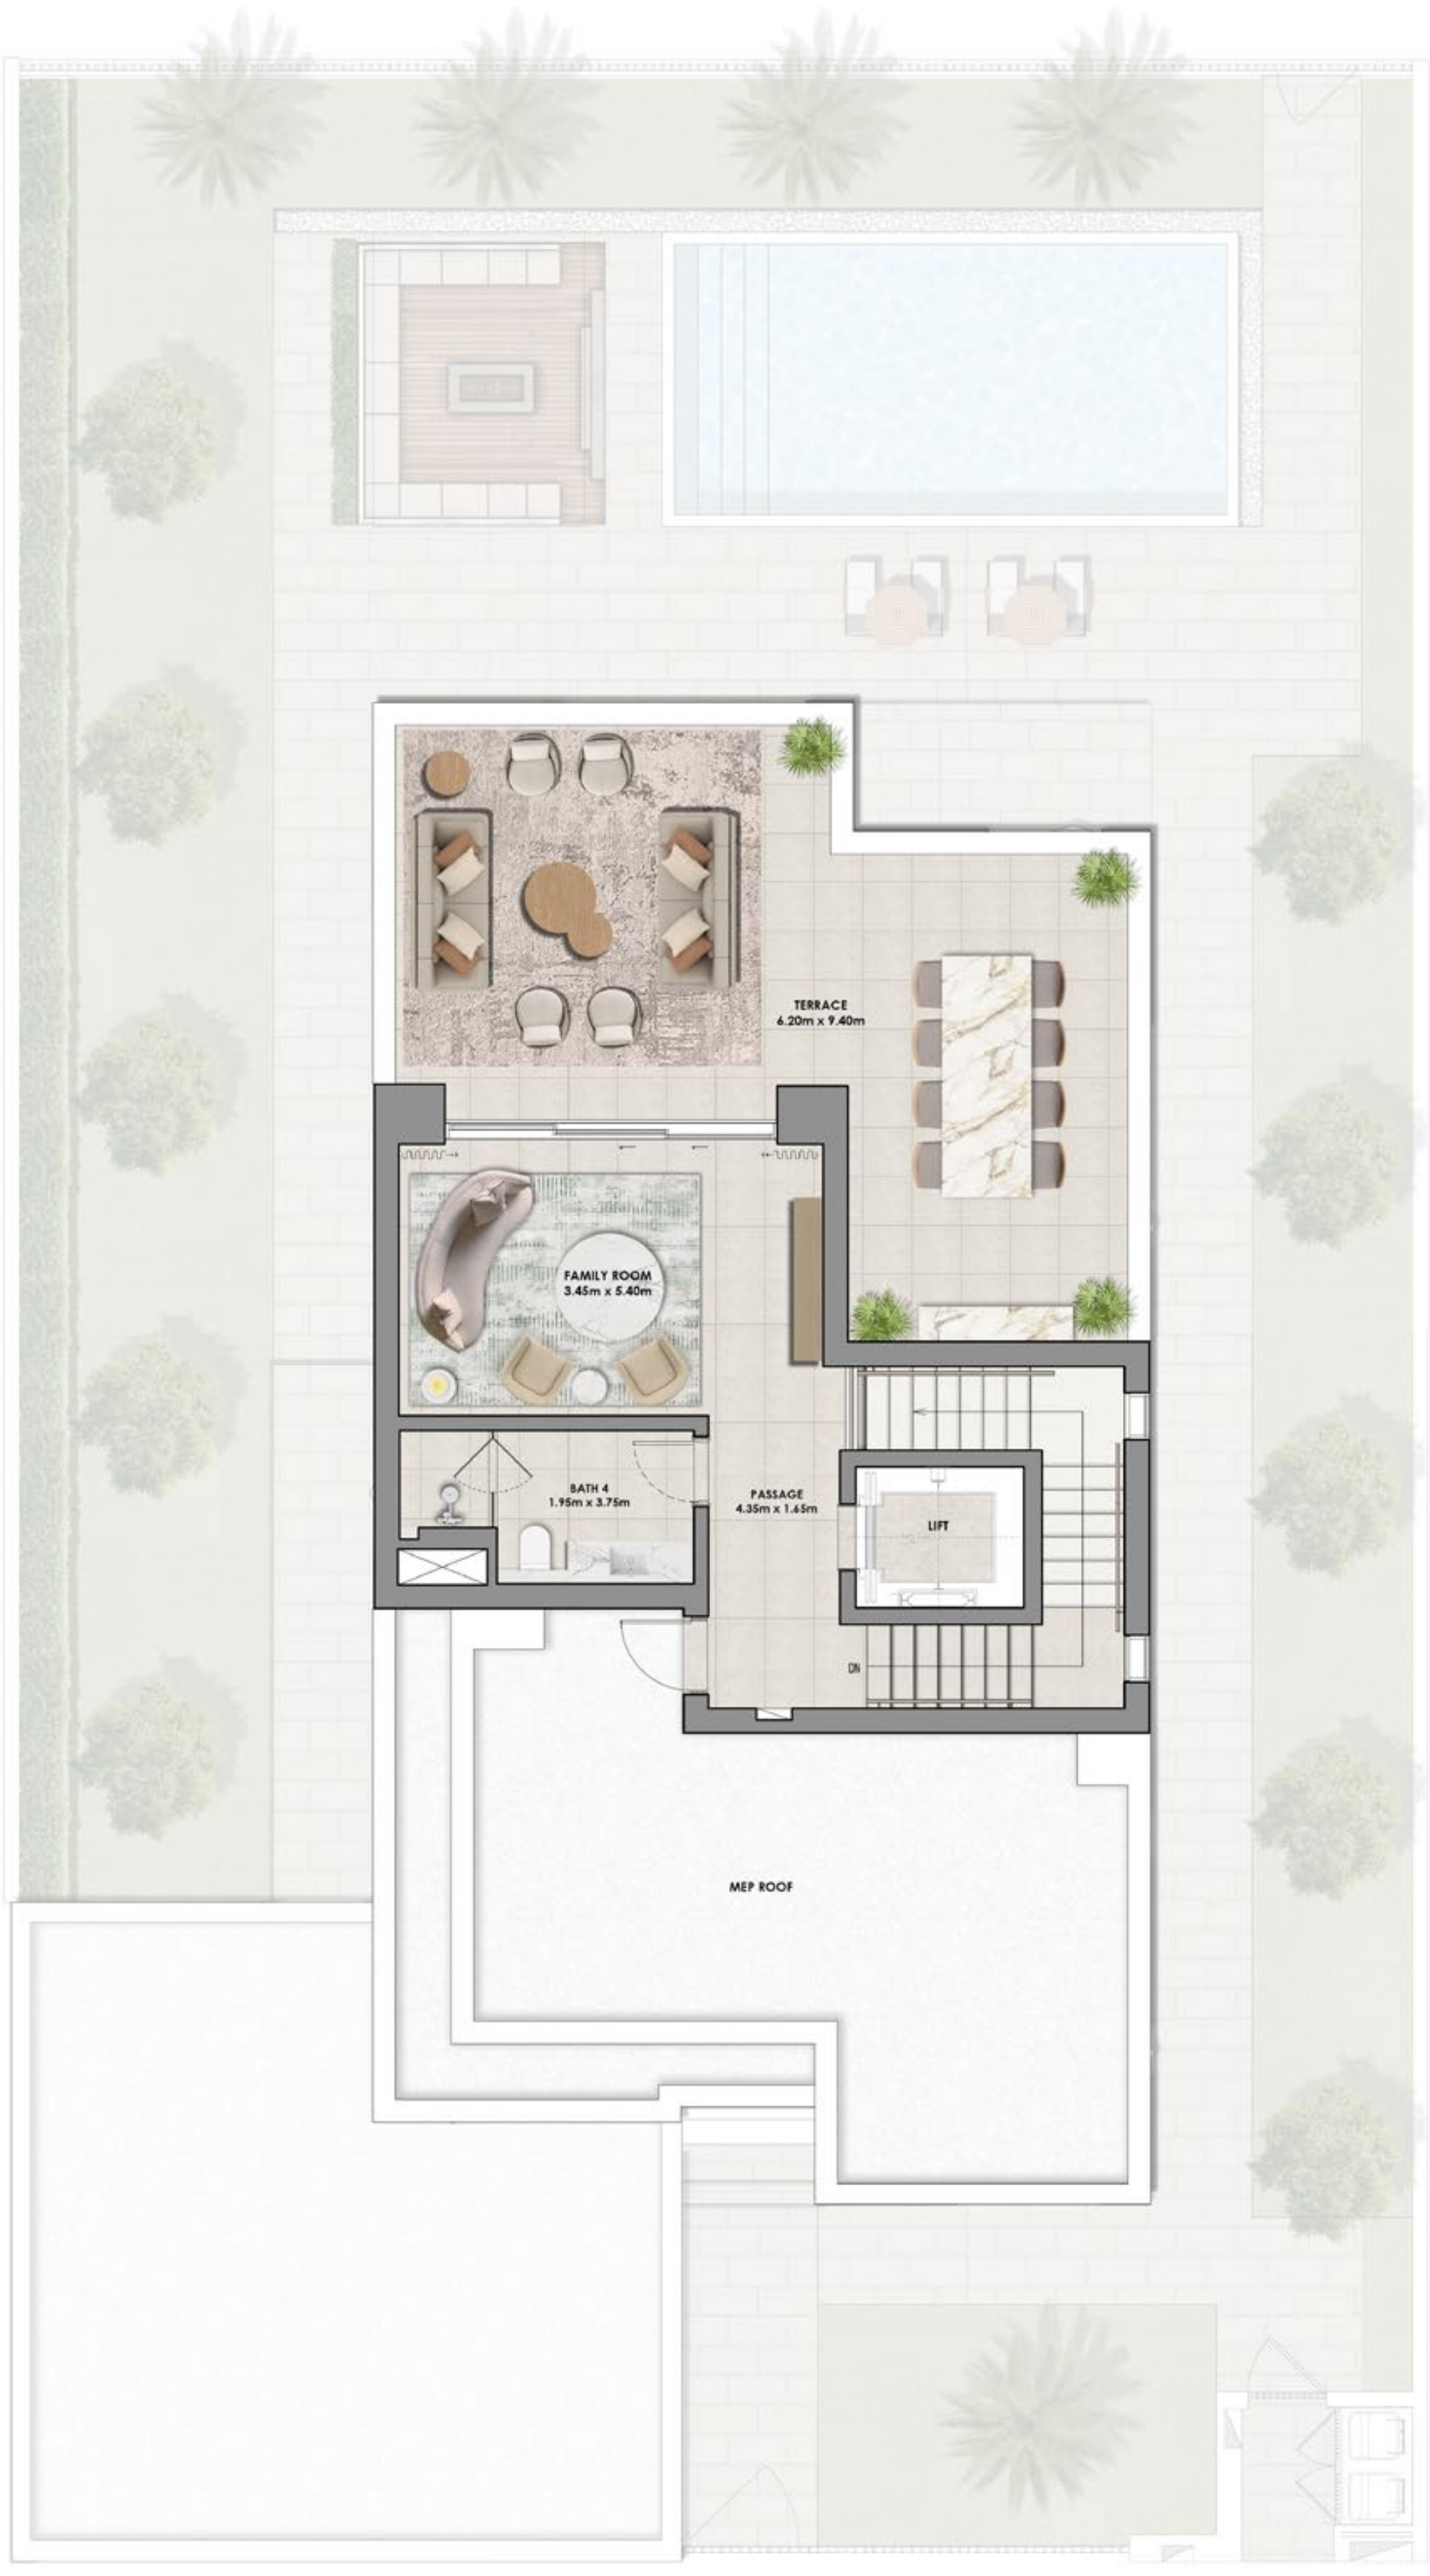 TERRACE
6.20m x 9.40m
FAMILY ROOM
3.45m x 5.40m
BATH 4
1.95m x 3.75m
PASSAGE
4.35m x 1.65m
LIFT
DN
MEP ROOF